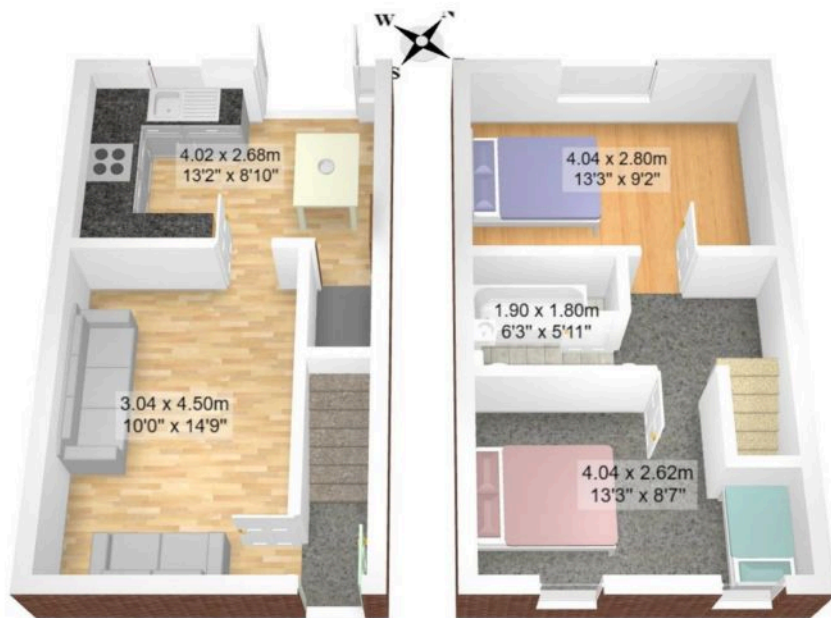 W
N
S
4.02 x 2.68m
13'2" x 8'10"
4.04 x 2.80m
13'3" x 9'2"
1.90 x 1.80m
6'3" x 5'11"
3.04 x 4.50m
10'0" x 14'9"
4.04 x 2.62m
13'3" x 8'7"